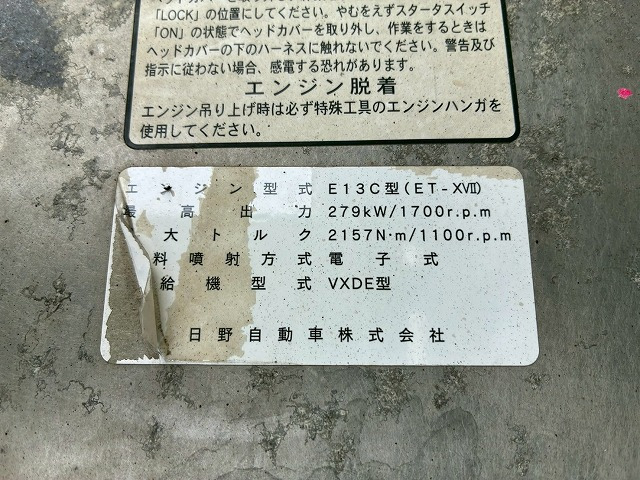 「LOCK」の位置にしてください。やむをえずスタータスイッチ
「ON」の状態でヘッドカバーを取り外し、作業をするときは
ヘッドカバーの下のハーネスに触れないでください。警告及び
指示に従わない場合、感電する恐れがあります。
エンジン脱着
エンジン吊り上げ時は必ず特殊工具のエンジンハンガを
使用してください。
エンジン型式 E13C型(ET-XVII)
最高出力 279kW/1700r.p.m
大トルク 2157N·m/1100r.p.m
料噴射方式 電子式
給機型式 VXDE型
日野自動車株式会社